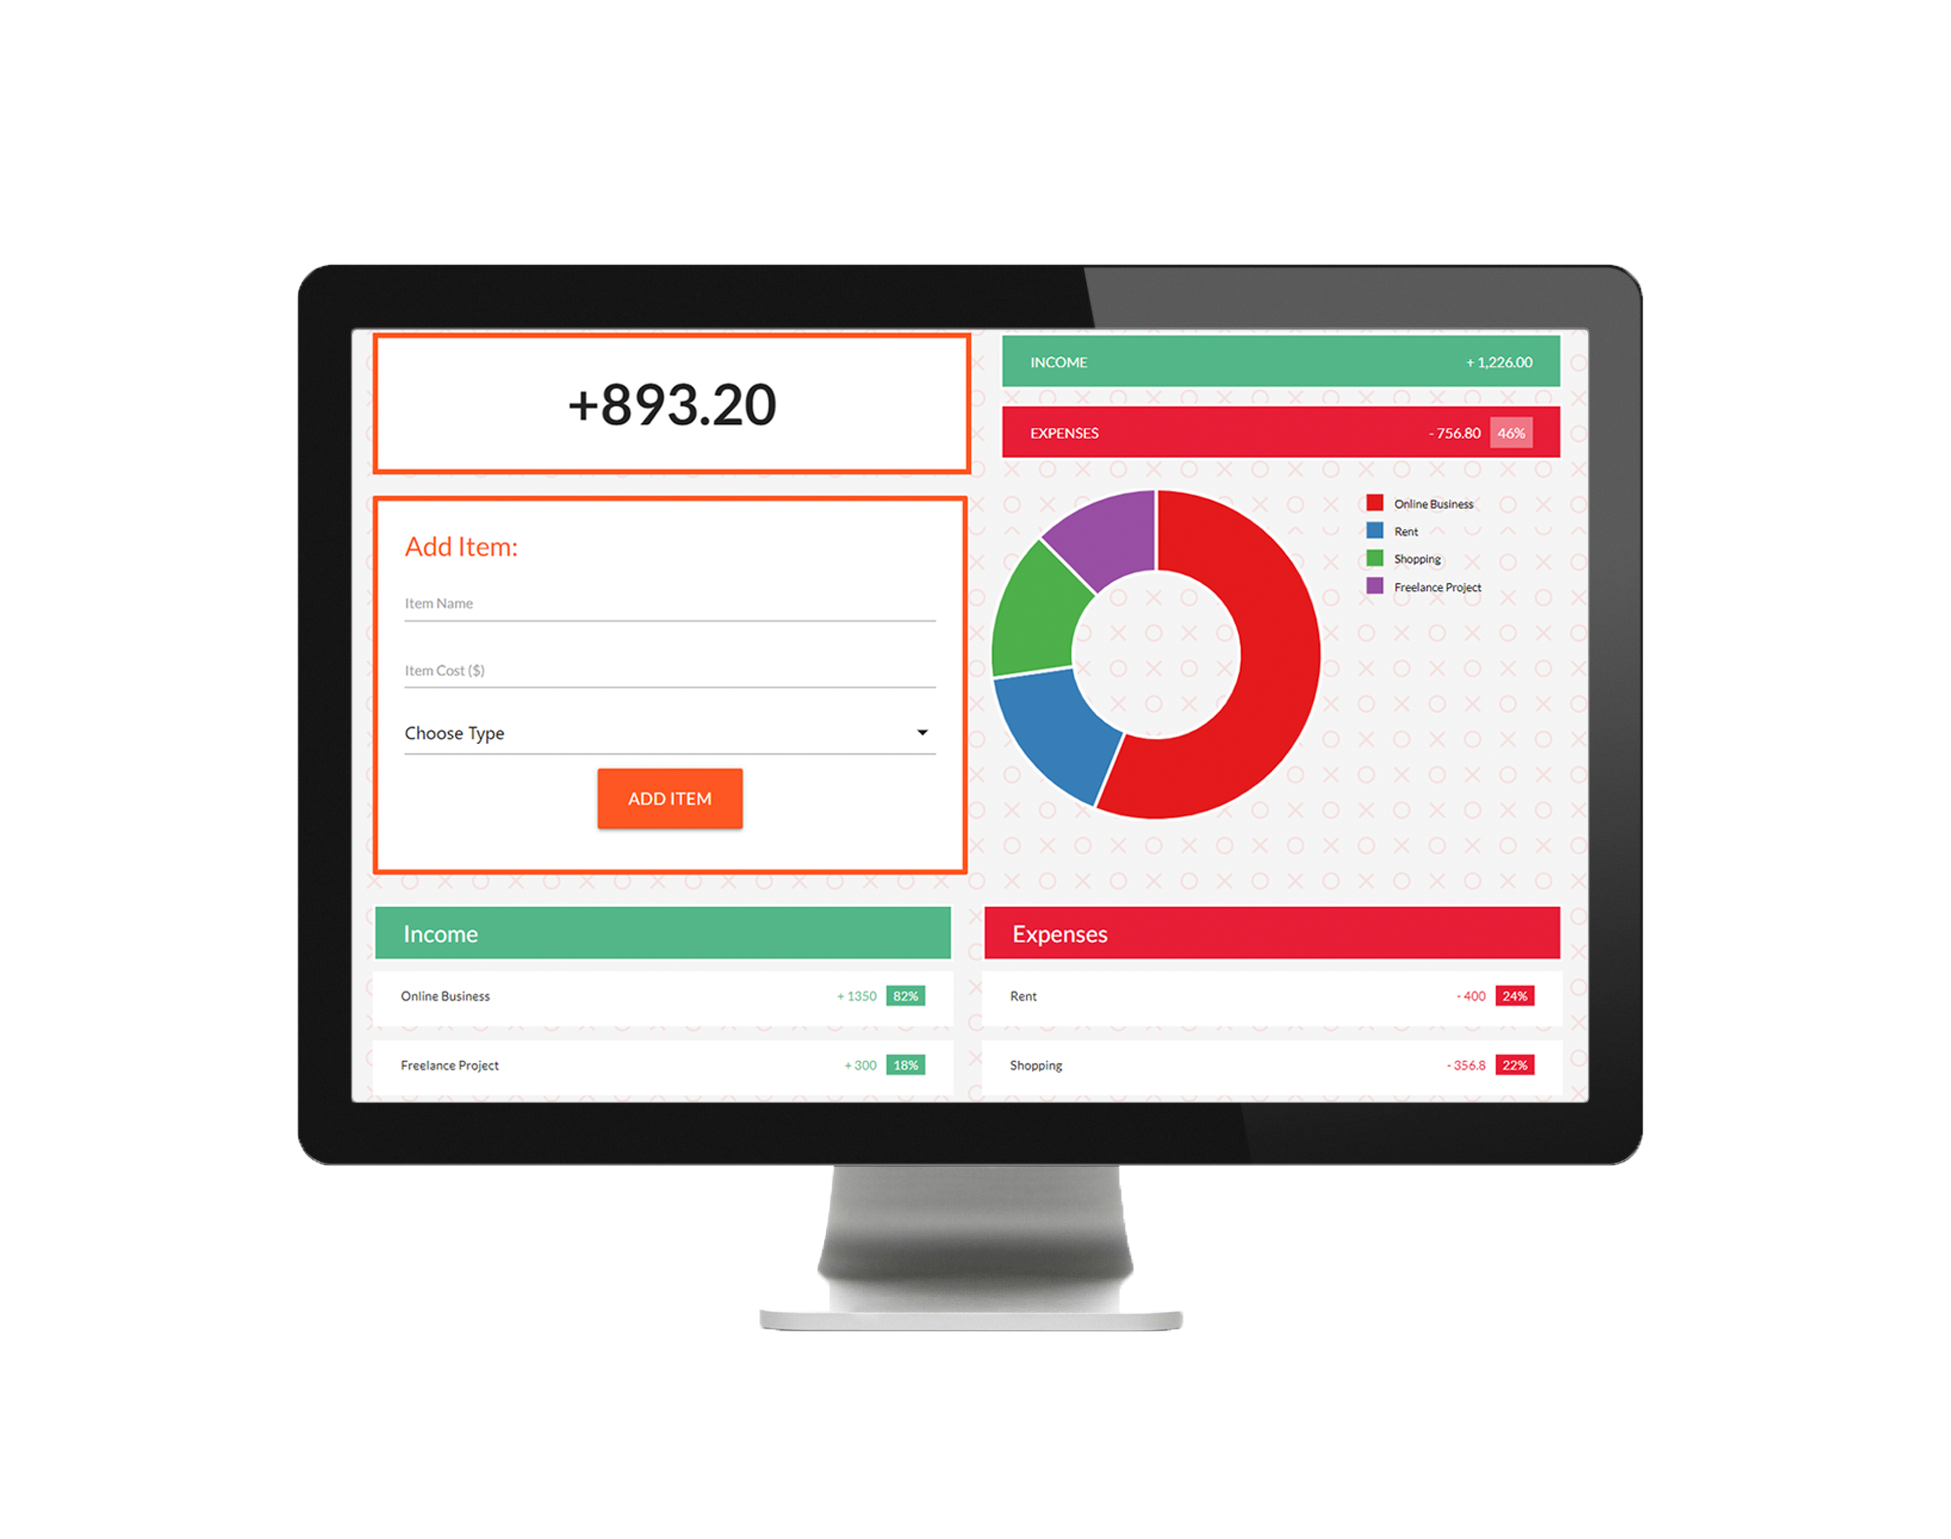 +893.20
INCOME + 1,226.00
EXPENSES - 756.80 46%
Add Item:
Item Name
Item Cost ($)
Choose Type
ADD ITEM
Online Business
Rent
Shopping
Freelance Project
Income
Online Business + 1350 82%
Freelance Project + 300 18%
Expenses
Rent - 400 24%
Shopping - 356.8 22%